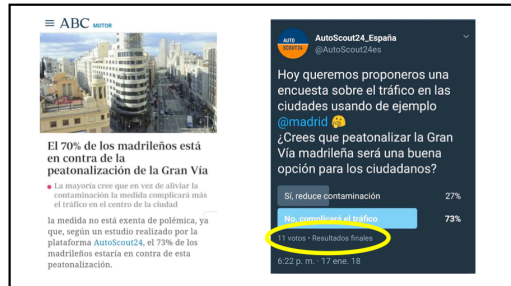 ABC MOTOR
El 70% de los madrileños está
en contra de la
peatonalización de la Gran Vía
La mayoría cree que en vez de aliviar la
contaminación la medida complicará más
el tráfico en el centro de la ciudad
la medida no está exenta de polémica, ya
que, según un estudio realizado por la
plataforma AutoScout24, el 73% de los
madrileños estaría en contra de esta
peatonalización.
AUTO
SCOUT24
AutoScout24_España
@AutoScout24es
Hoy queremos proponeros una
encuesta sobre el tráfico en las
ciudades usando de ejemplo
@madrid 🤔
¿Crees que peatonalizar la Gran
Vía madrileña será una buena
opción para los ciudadanos?
Sí, reduce contaminación 27%
No, complicará el tráfico 73%
11 votos • Resultados finales
6:22 p. m. · 17 ene. 18